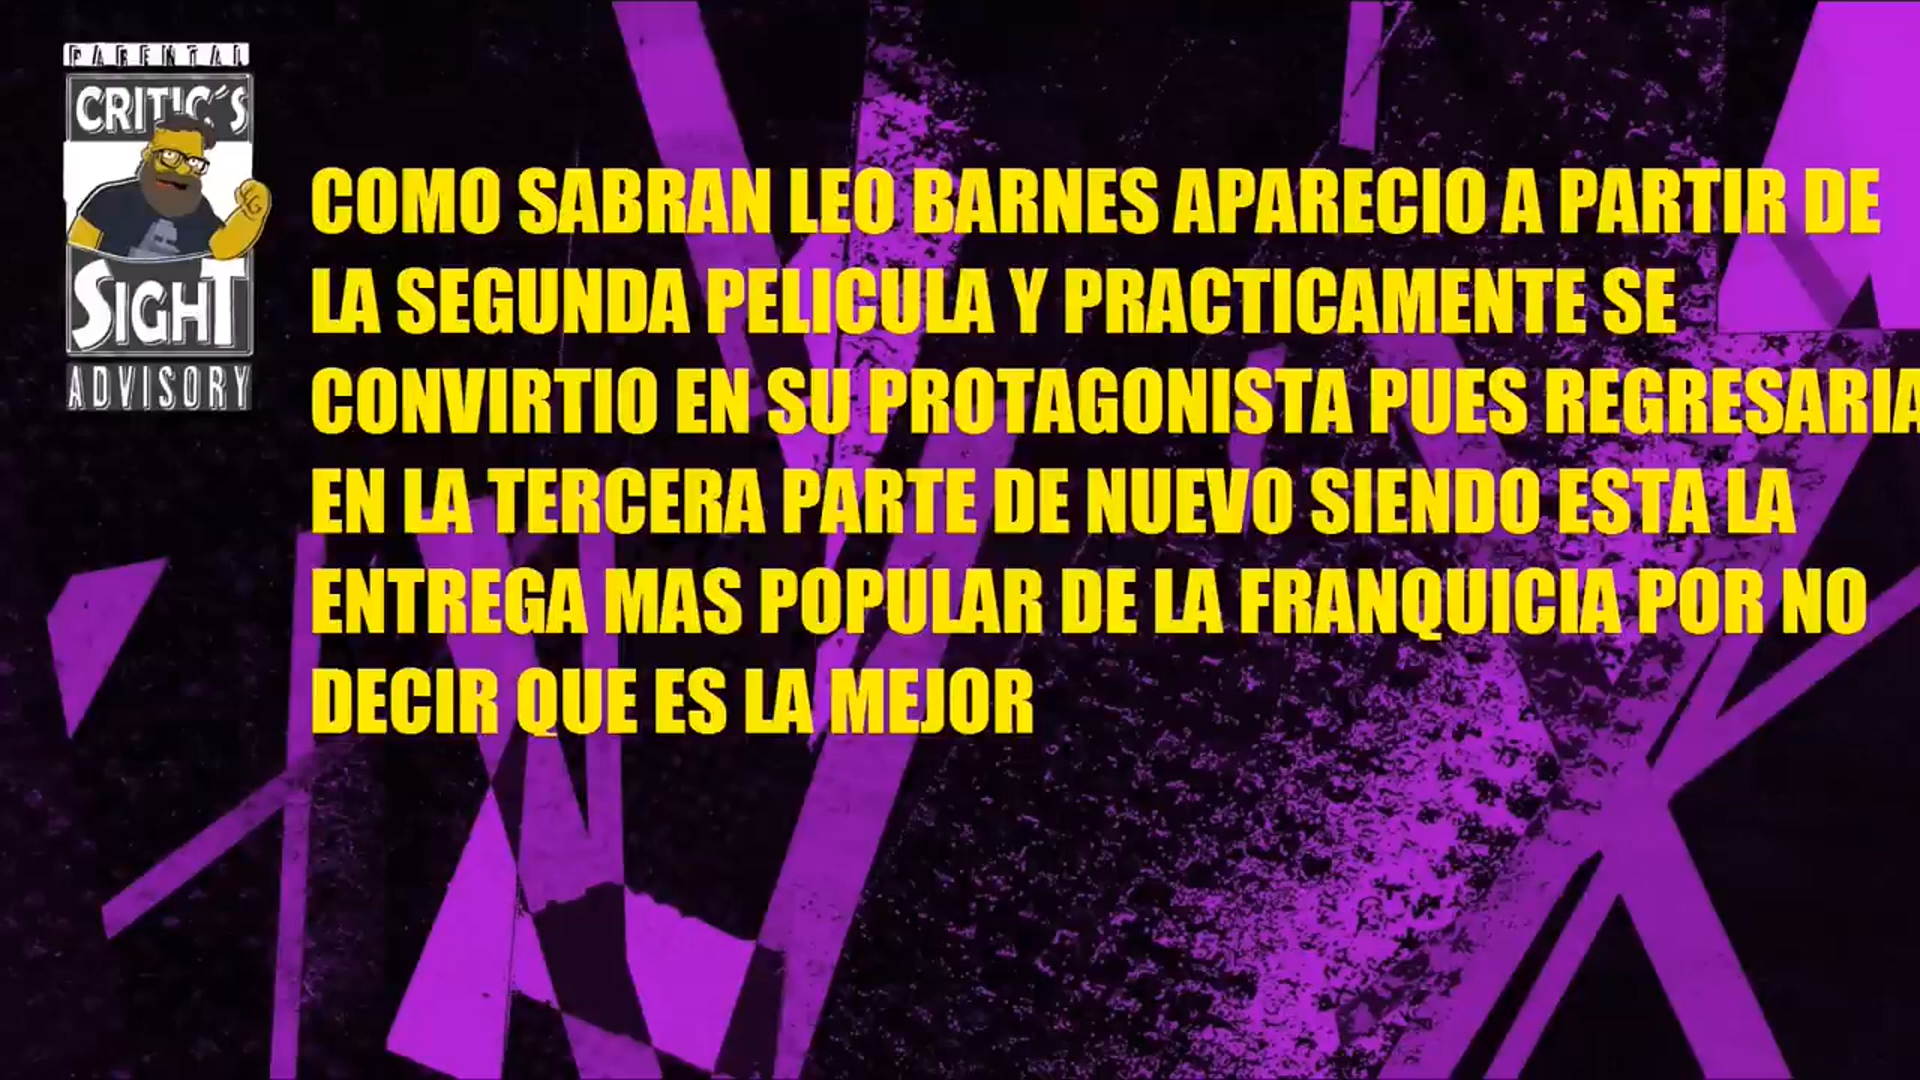 PARENTAL
CRITIC´S
SIGHT
ADVISORY
COMO SABRAN LEO BARNES APARECIO A PARTIR DE
LA SEGUNDA PELICULA Y PRACTICAMENTE SE
CONVIRTIO EN SU PROTAGONISTA PUES REGRESARIA
EN LA TERCERA PARTE DE NUEVO SIENDO ESTA LA
ENTREGA MAS POPULAR DE LA FRANQUICIA POR NO
DECIR QUE ES LA MEJOR